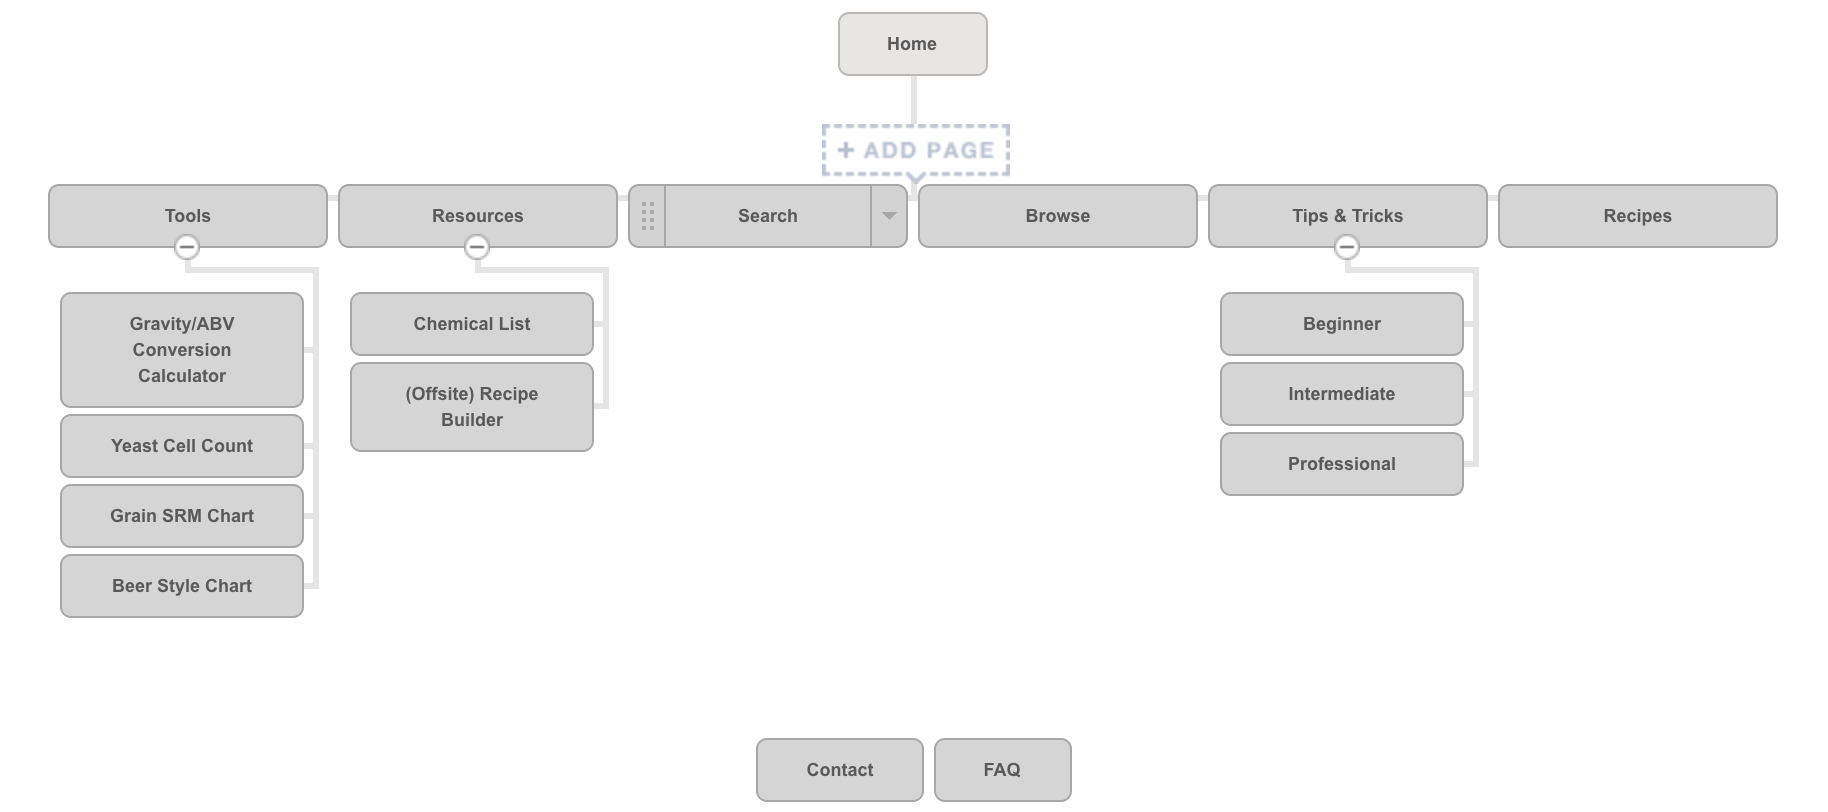 Home
+ ADD PAGE
Tools
Resources
Search
Browse
Tips & Tricks
Recipes
Gravity/ABV
Conversion
Calculator
Yeast Cell Count
Grain SRM Chart
Beer Style Chart
Chemical List
(Offsite) Recipe
Builder
Beginner
Intermediate
Professional
Contact
FAQ